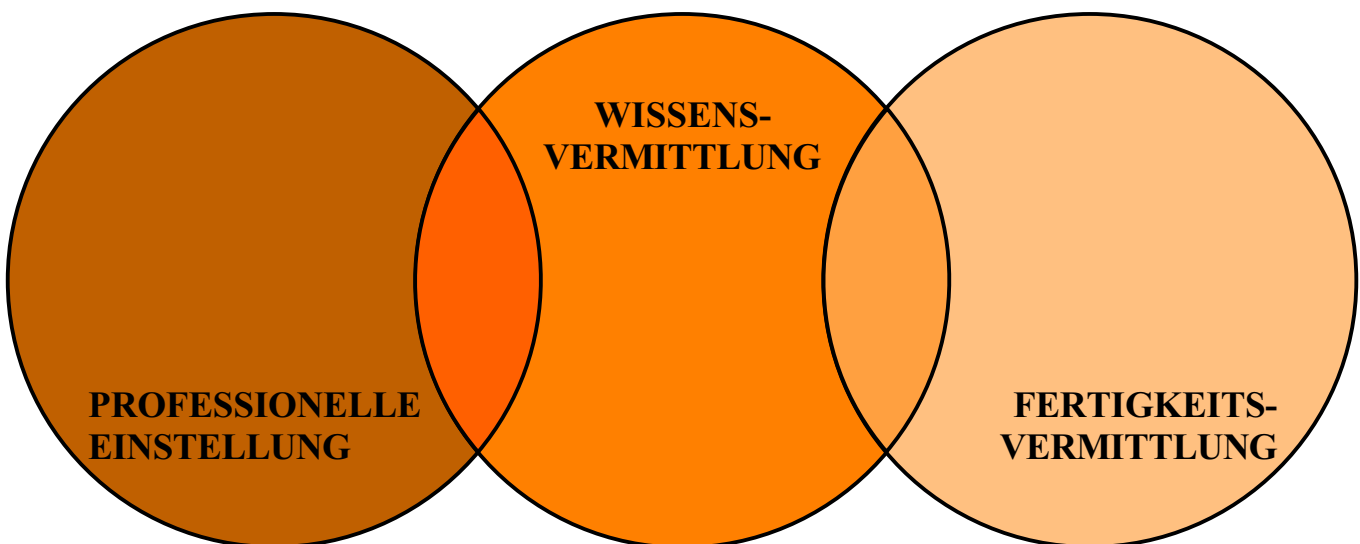 WISSENS-
VERMITTLUNG
PROFESSIONELLE
EINSTELLUNG
FERTIGKEITS-
VERMITTLUNG